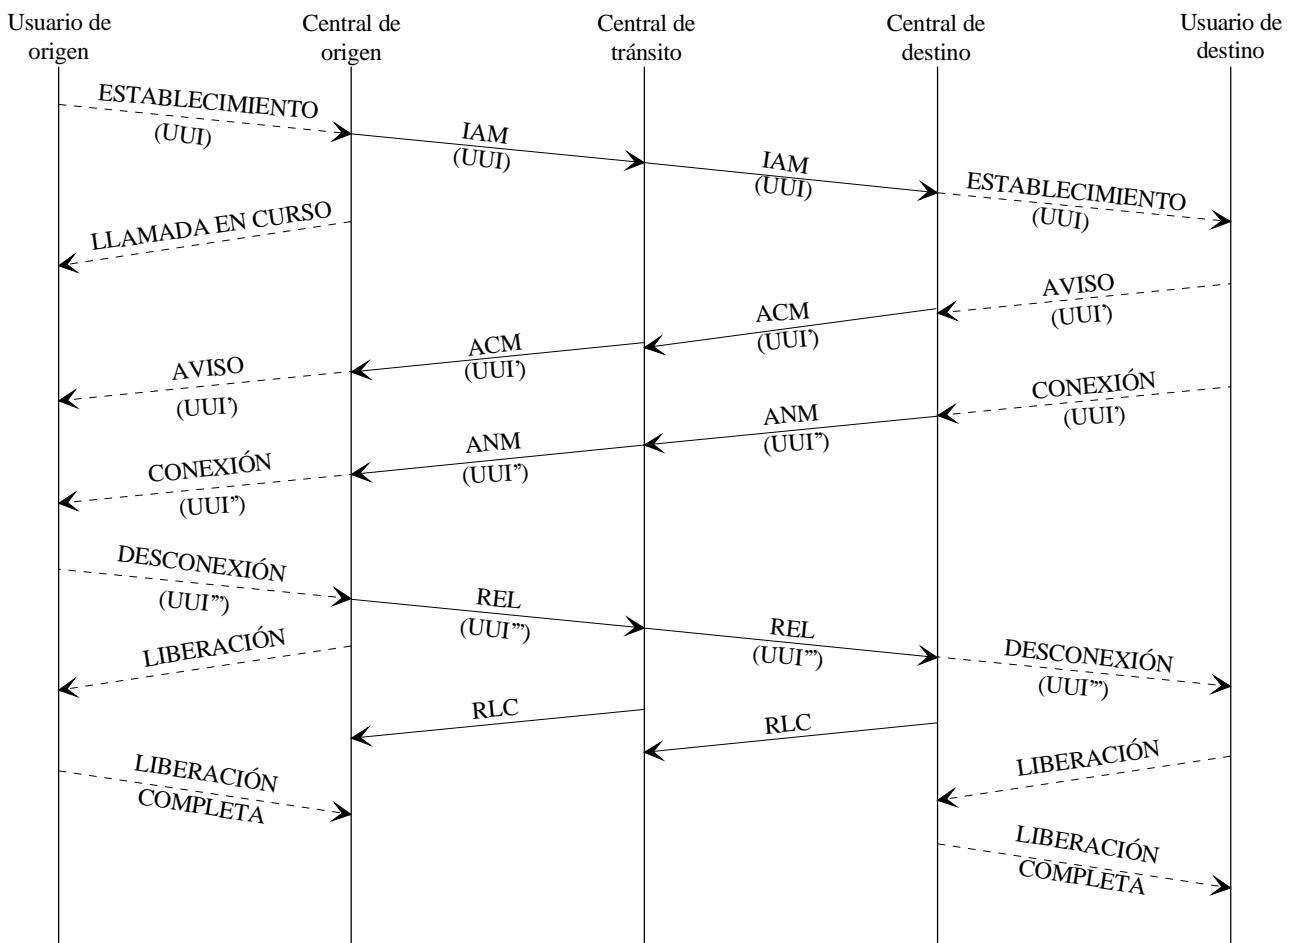 Usuario de
origen
Central de
origen
Central de
tránsito
Central de
destino
Usuario de
destino
ESTABLECIMIENTO
(UUI)
IAM
(UUI)
IAM
(UUI)
ESTABLECIMIENTO
(UUI)
LLAMADA EN CURSO
AVISO
(UUI')
ACM
(UUI')
ACM
(UUI')
AVISO
(UUI')
CONEXIÓN
(UUI')
ANM
(UUI'')
ANM
(UUI'')
CONEXIÓN
(UUI'')
DESCONEXIÓN
(UUI''')
REL
(UUI''')
REL
(UUI''')
DESCONEXIÓN
(UUI''')
LIBERACIÓN
RLC
RLC
LIBERACIÓN
LIBERACIÓN
COMPLETA
LIBERACIÓN
COMPLETA